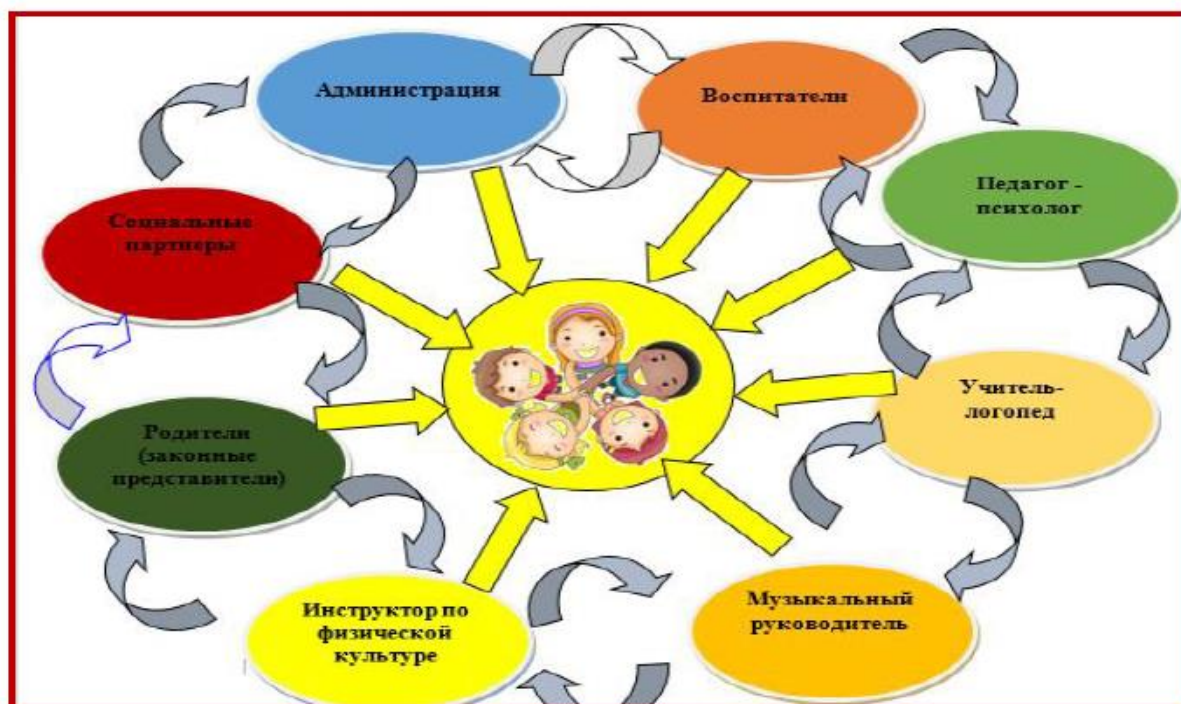 Администрация
Воспитатели
Педагог -
психолог
Социальные
партнеры
Учитель-
логопед
Родители
(законные
представители)
Инструктор по
физической
культуре
Музыкальный
руководитель